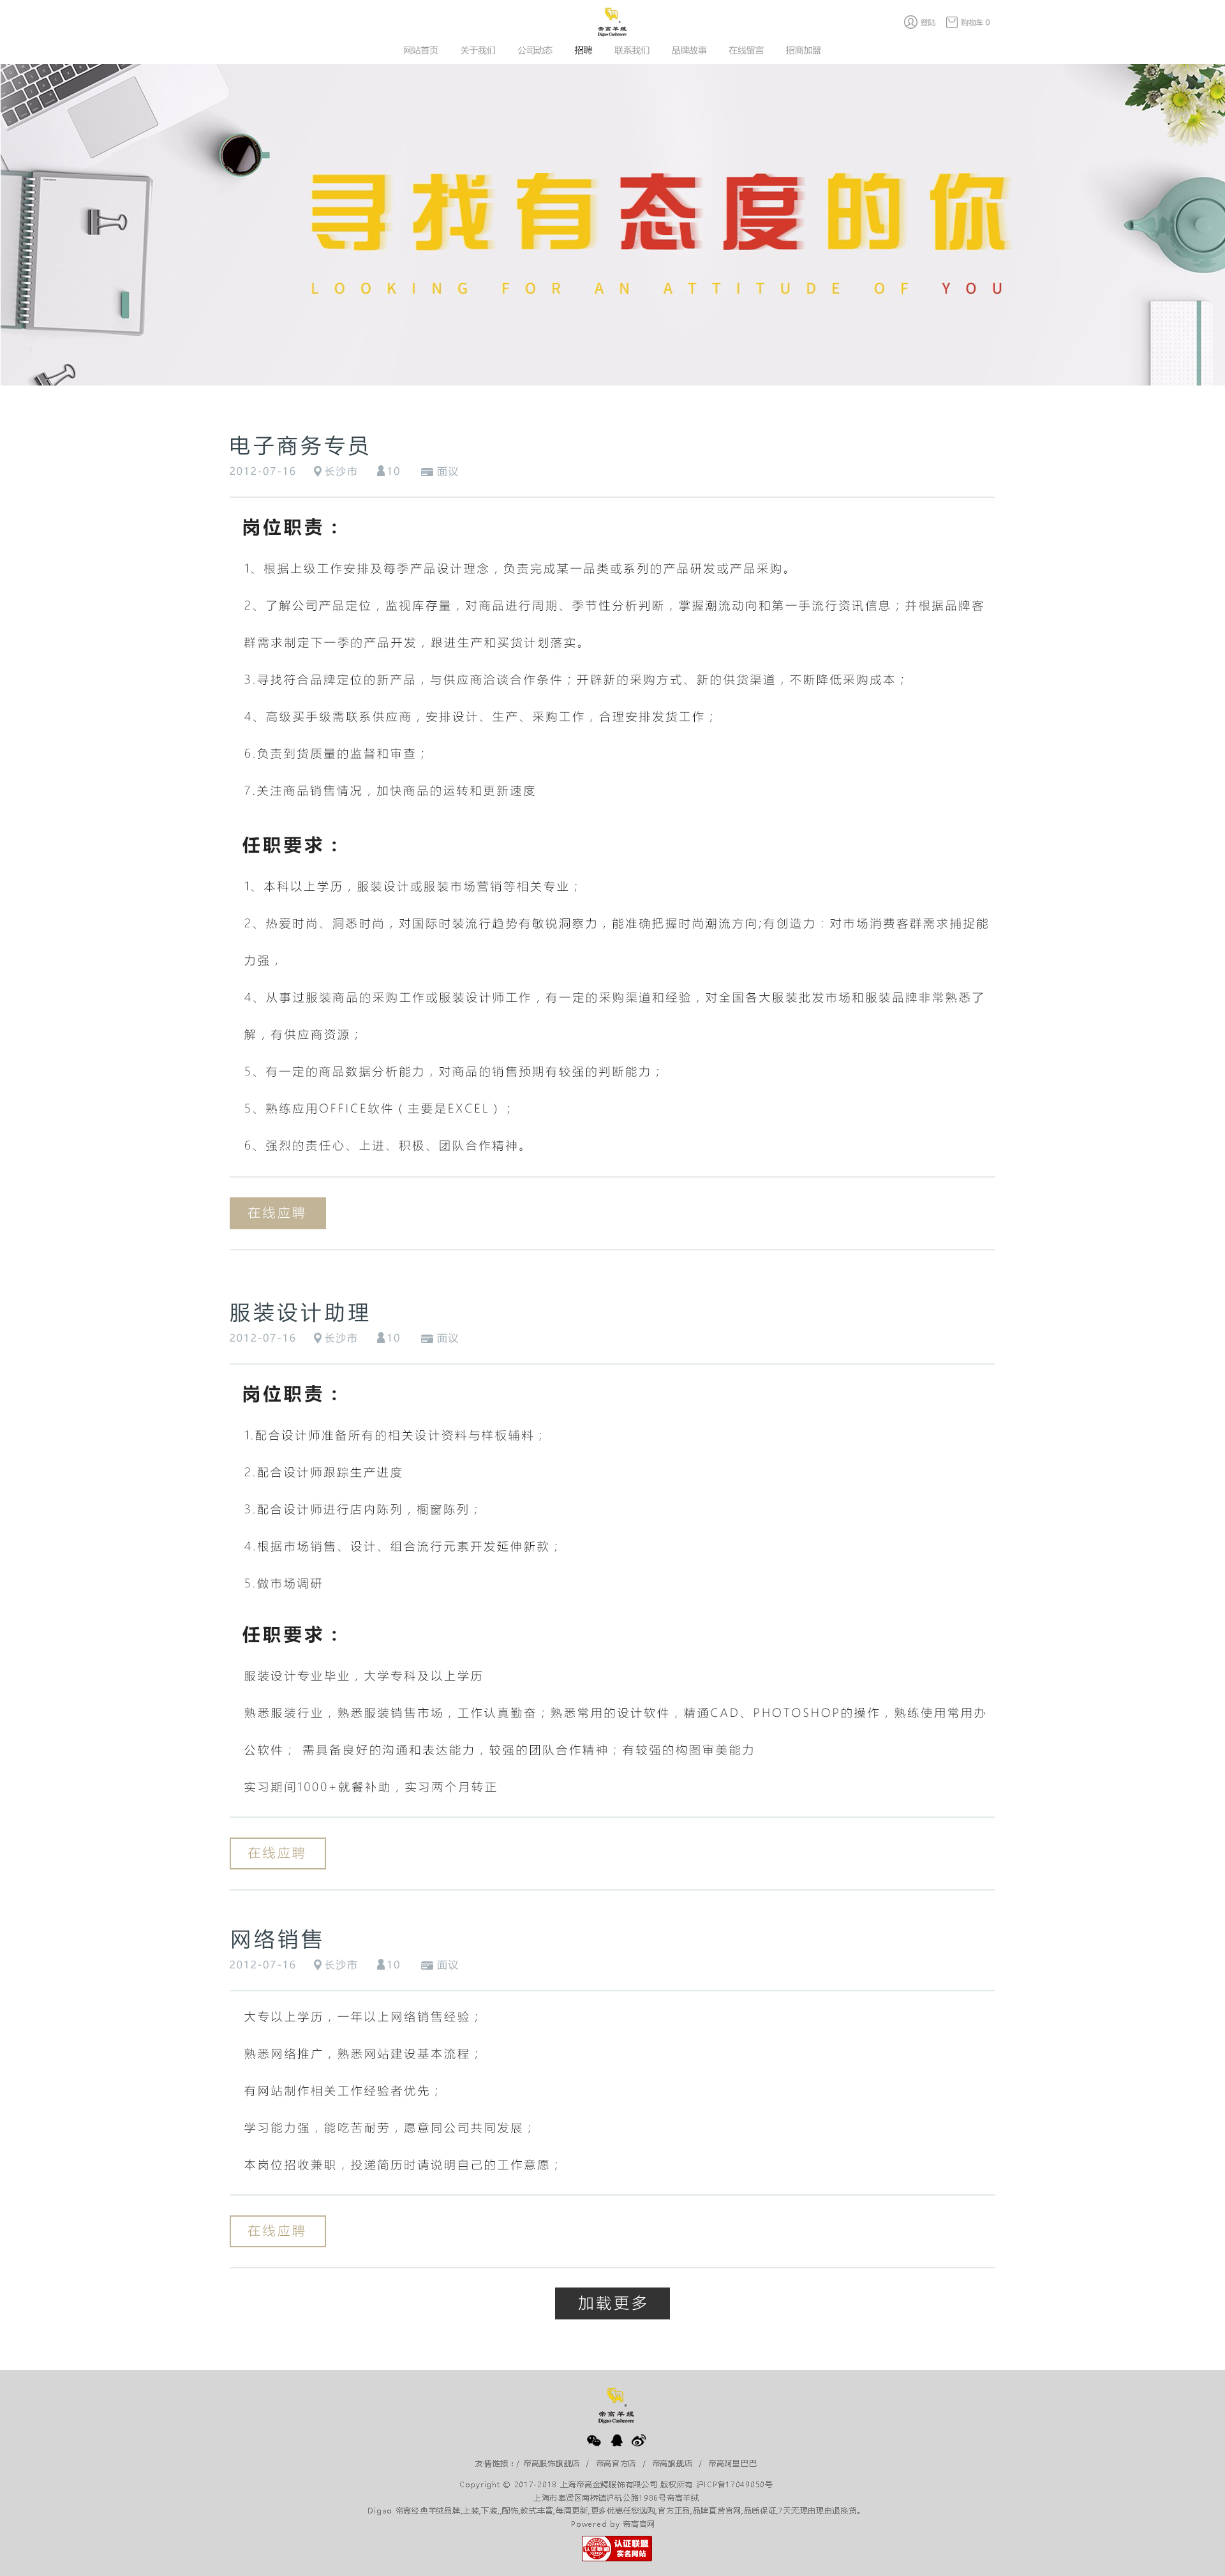 帝高羊绒
Digao Cashmere
登陆
购物车 0
网站首页 关于我们 公司动态 招聘 联系我们 品牌故事 在线留言 招商加盟
寻找有态度的你
LOOKING FOR AN ATTITUDE OF YOU
电子商务专员
2012-07-16 长沙市 10 面议
岗位职责：
1、根据上级工作安排及每季产品设计理念，负责完成某一品类或系列的产品研发或产品采购。
2、了解公司产品定位，监视库存量，对商品进行周期、季节性分析判断，掌握潮流动向和第一手流行资讯信息；并根据品牌客
群需求制定下一季的产品开发，跟进生产和买货计划落实。
3.寻找符合品牌定位的新产品，与供应商洽谈合作条件；开辟新的采购方式、新的供货渠道，不断降低采购成本；
4、高级买手级需联系供应商，安排设计、生产、采购工作，合理安排发货工作；
6.负责到货质量的监督和审查；
7.关注商品销售情况，加快商品的运转和更新速度
任职要求：
1、本科以上学历，服装设计或服装市场营销等相关专业；
2、热爱时尚、洞悉时尚，对国际时装流行趋势有敏锐洞察力，能准确把握时尚潮流方向;有创造力：对市场消费客群需求捕捉能
力强，
4、从事过服装商品的采购工作或服装设计师工作，有一定的采购渠道和经验，对全国各大服装批发市场和服装品牌非常熟悉了
解，有供应商资源；
5、有一定的商品数据分析能力，对商品的销售预期有较强的判断能力；
5、熟练应用OFFICE软件（主要是EXCEL）；
6、强烈的责任心、上进、积极、团队合作精神。
在线应聘
服装设计助理
2012-07-16 长沙市 10 面议
岗位职责：
1.配合设计师准备所有的相关设计资料与样板辅料；
2.配合设计师跟踪生产进度
3.配合设计师进行店内陈列，橱窗陈列；
4.根据市场销售、设计、组合流行元素开发延伸新款；
5.做市场调研
任职要求：
服装设计专业毕业，大学专科及以上学历
熟悉服装行业，熟悉服装销售市场，工作认真勤奋；熟悉常用的设计软件，精通CAD、PHOTOSHOP的操作，熟练使用常用办
公软件； 需具备良好的沟通和表达能力，较强的团队合作精神；有较强的构图审美能力
实习期间1000+就餐补助，实习两个月转正
在线应聘
网络销售
2012-07-16 长沙市 10 面议
大专以上学历，一年以上网络销售经验；
熟悉网络推广，熟悉网站建设基本流程；
有网站制作相关工作经验者优先；
学习能力强，能吃苦耐劳，愿意同公司共同发展；
本岗位招收兼职，投递简历时请说明自己的工作意愿；
在线应聘
加载更多
帝高羊绒
Digao Cashmere
友情链接：/ 帝高服饰旗舰店 / 帝高官方店 / 帝高旗舰店 / 帝高阿里巴巴
Copyright © 2017-2018 上海帝高金鳄服饰有限公司 版权所有 沪ICP备17049050号
上海市奉贤区南桥镇沪杭公路1986号帝高羊绒
Digao 帝高经典羊绒品牌,上装,下装,,配饰,款式丰富,每周更新,更多优惠任您选购,官方正品,品牌直营官网,品质保证,7天无理由理由退换货。
Powered by 帝高官网
认证联盟
实名网站